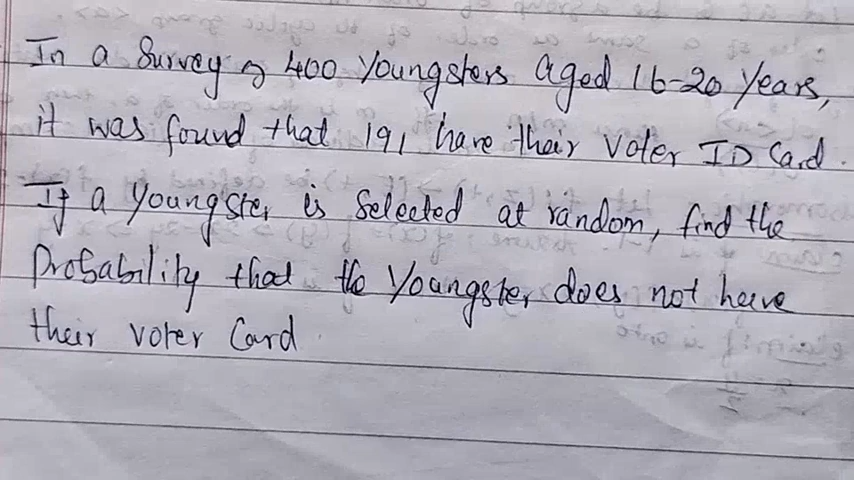 In a Survey of 400 Youngsters aged 16-20 years,
it was found that 191 have their voter ID Card.
If a youngster is selected at random, find the
Probability that the Youngster does not have
their voter Card.